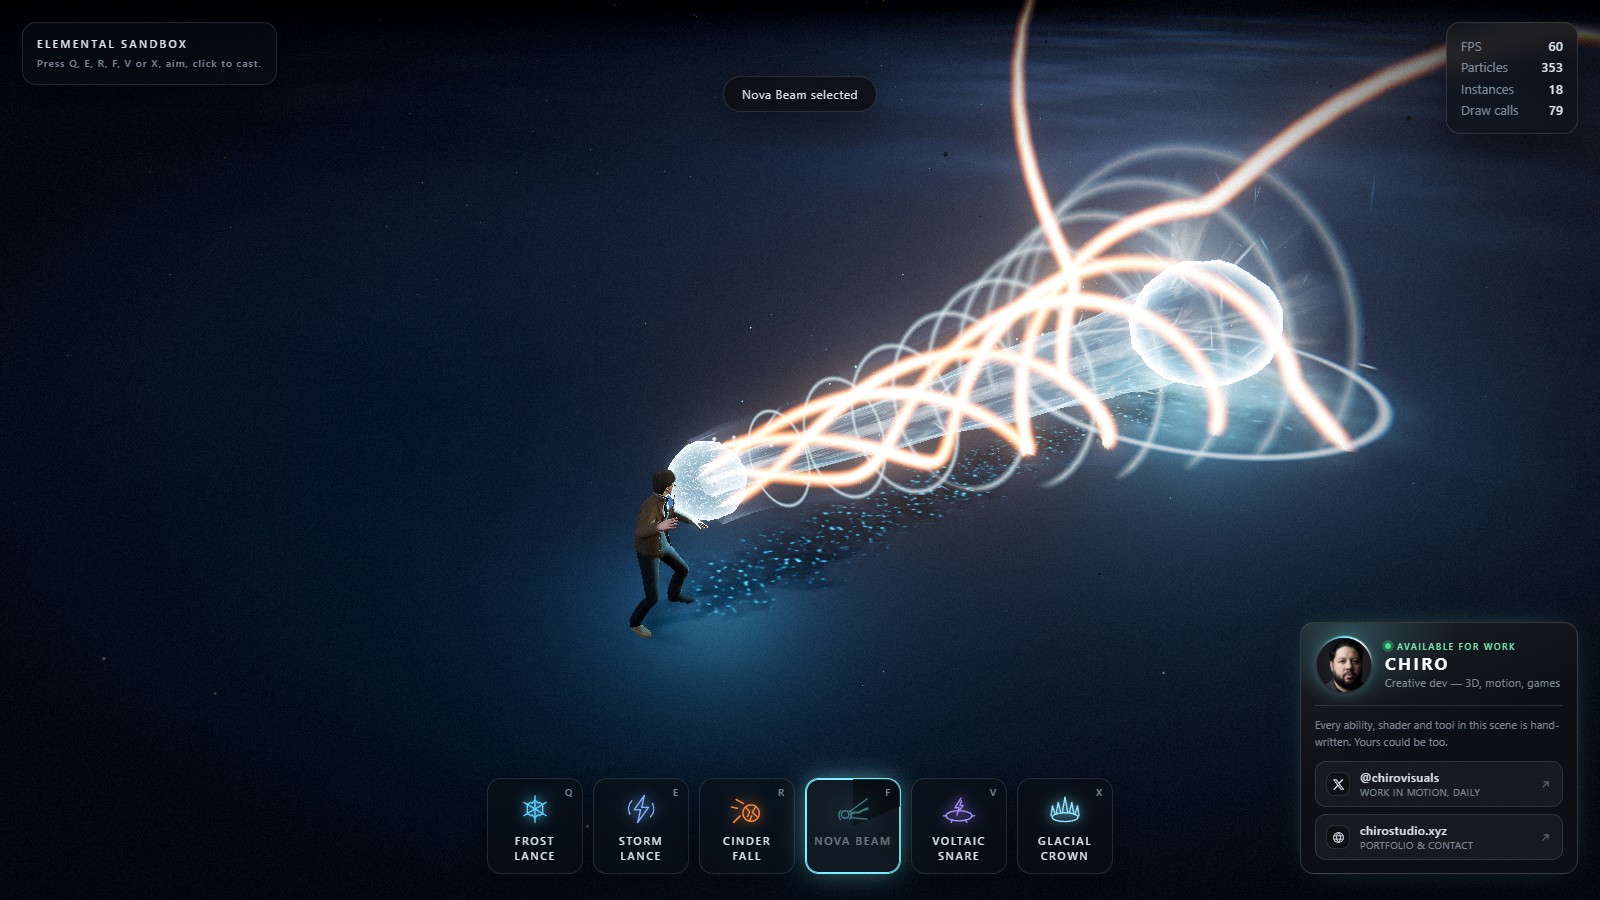 ELEMENTAL SANDBOX
Press Q, E, R, F, V or X, aim, click to cast.
Nova Beam selected
FPS 60
Particles 353
Instances 18
Draw calls 79
AVAILABLE FOR WORK
CHIRO
Creative dev — 3D, motion, games
Every ability, shader and tool in this scene is hand-
written. Yours could be too.
@chirovisuals
WORK IN MOTION, DAILY
chirostudio.xyz
PORTFOLIO & CONTACT
Q
FROST
LANCE
E
STORM
LANCE
R
CINDER
FALL
F
NOVA BEAM
V
VOLTAIC
SNARE
X
GLACIAL
CROWN